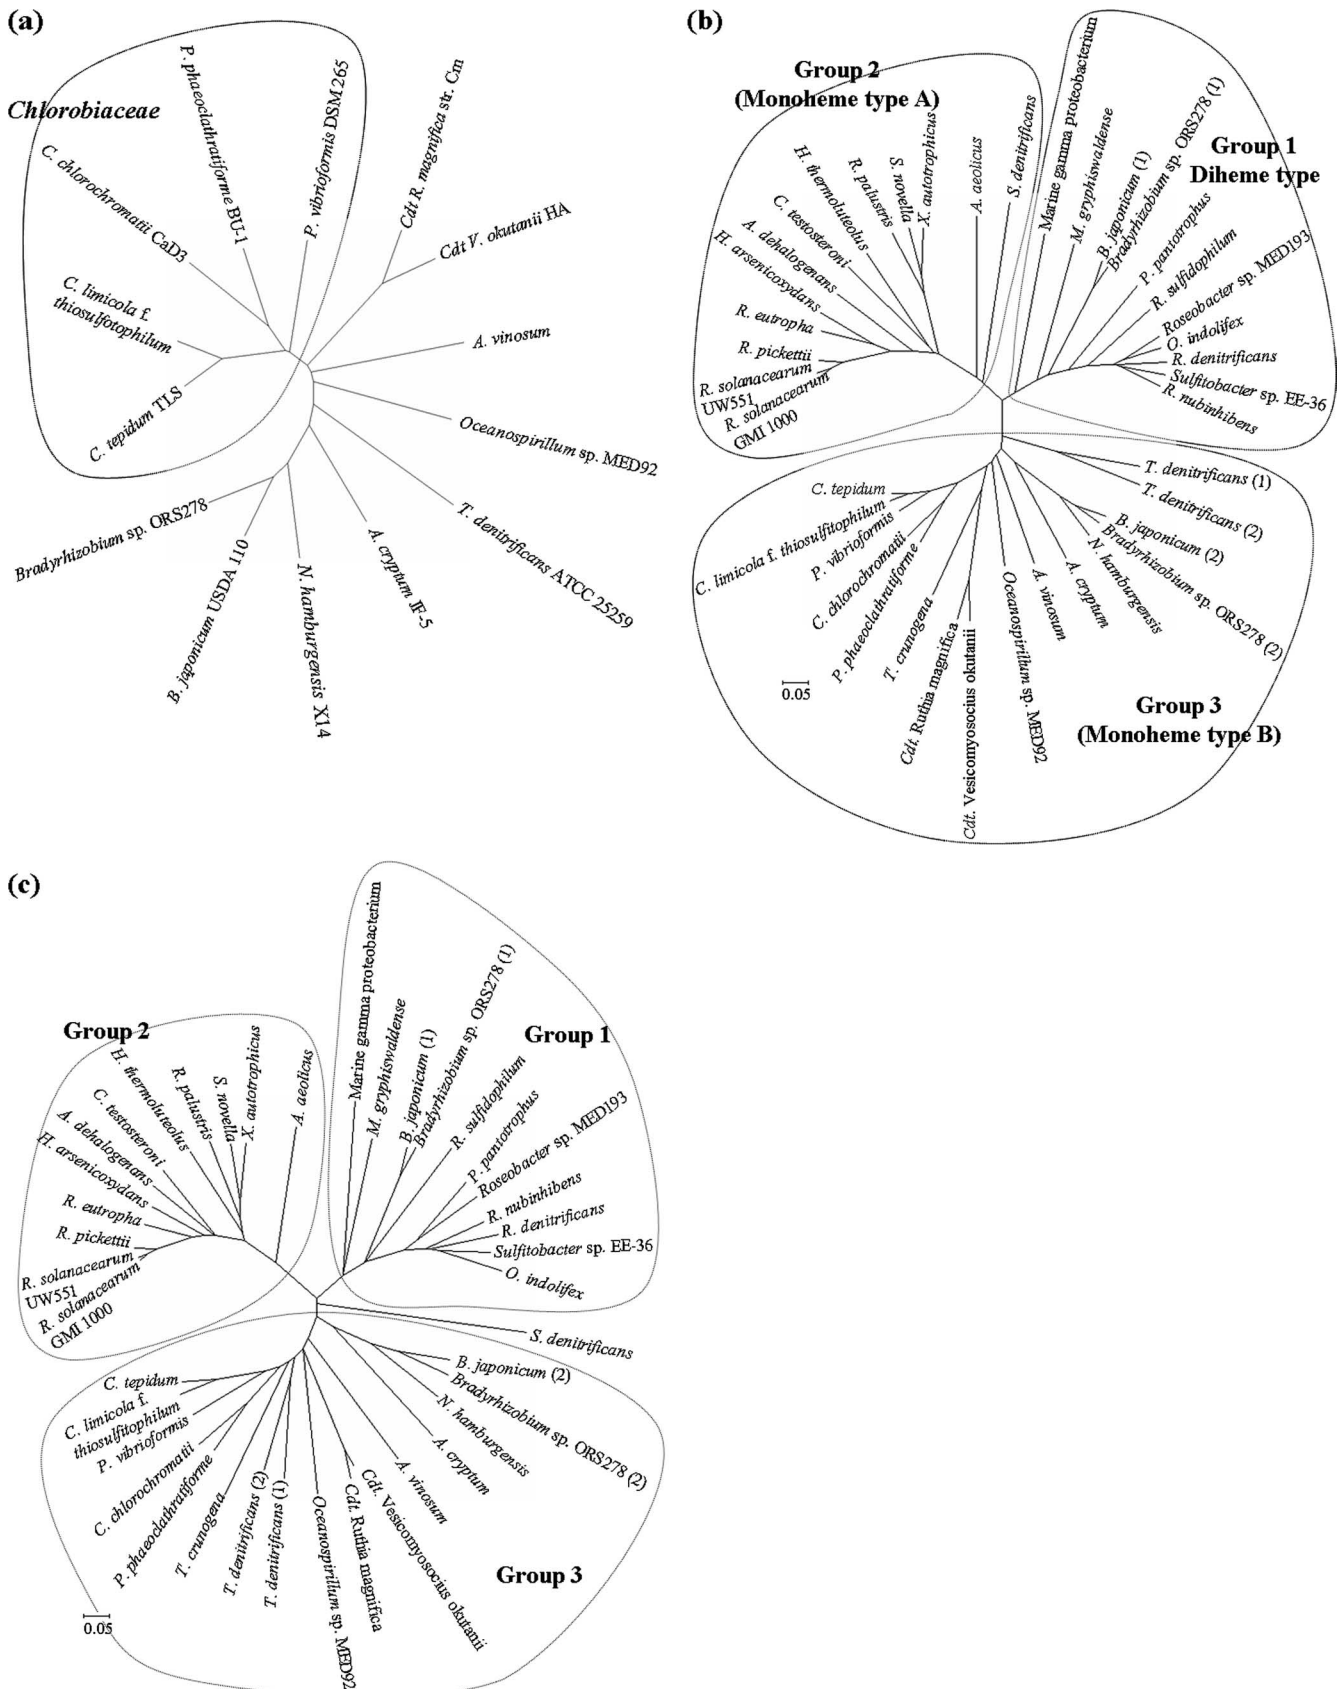 (a)
Chlorobiaceae
P. phaeoclathratiforme BU-1
P. vibrioformis DSM 265
Cdt R. magnifica str. Cm
C. chlorochromatii CaD3
Cdt V. okutanii HA
C. limicola f.
thiosulfotophilum
A. vinosum
C. tepidum TLS
Oceanospirillum sp. MED92
Bradyrhizobium sp. ORS278
T. denitrificans ATCC 25259
B. japonicum USDA 110
N. hamburgensis X14
A. cryptum JF-5
(b)
Group 2
(Monoheme type A)
H. thermoluteolus
R. palustris
S. novella
X. autotrophicus
A. aeolicus
S. denitrificans
C. testosteroni
A. dehalogenans
H. arsenicoxydans
R. eutropha
R. pickettii
R. solanacearum
UW551
R. solanacearum
GMI 1000
Group 1
Diheme type
Marine gamma proteobacterium
M. gryphiswaldense
B. japonicum (1)
Bradyrhizobium sp. ORS278 (1)
P. pantotrophus
R. sulfidophilum
Roseobacter sp. MED193
O. indolifex
R. denitrificans
Sulfitobacter sp. EE-36
R. nubinhibens
C. tepidum
C. limicola f. thiosulfitophilum
P. vibrioformis
C. chlorochromatii
P. phaeoclathratiforme
T. crunogena
Cdt. Ruthia magnifica
Cdt. Vesicomyosocius okutanii
Oceanospirillum sp. MED92
A. vinosum
A. cryptum
N. hamburgensis
Bradyrhizobium sp. ORS278 (2)
B. japonicum (2)
T. denitrificans (2)
T. denitrificans (1)
0.05
Group 3
(Monoheme type B)
(c)
Group 2
H. thermoluteolus
R. palustris
S. novella
X. autotrophicus
A. aeolicus
C. testosteroni
A. dehalogenans
H. arsenicoxydans
R. eutropha
R. pickettii
R. solanacearum
UW551
R. solanacearum
GMI 1000
Group 1
Marine gamma proteobacterium
M. gryphiswaldense
B. japonicum (1)
Bradyrhizobium sp. ORS278 (1)
R. sulfidophilum
P. pantotrophus
Roseobacter sp. MED193
R. nubinhibens
R. denitrificans
Sulfitobacter sp. EE-36
O. indolifex
S. denitrificans
B. japonicum (2)
Bradyrhizobium sp. ORS278 (2)
N. hamburgensis
A. cryptum
A. vinosum
Cdt. Vesicomyosocius okutanii
Cdt. Ruthia magnifica
Oceanospirillum sp. MED92
T. denitrificans (1)
T. denitrificans (2)
T. crunogena
P. phaeoclathratiforme
C. chlorochromatii
P. vibrioformis
C. limicola f.
thiosulfitophilum
C. tepidum
Group 3
0.05